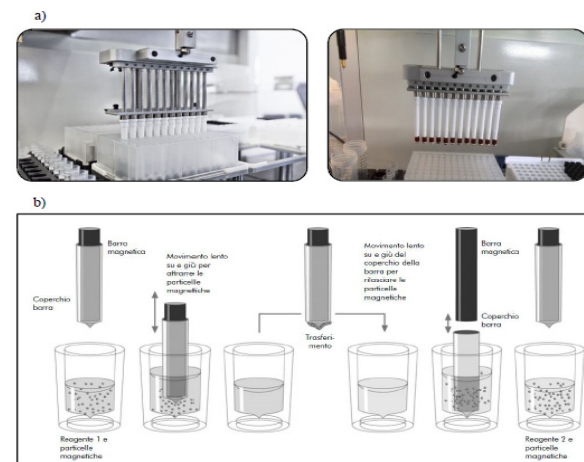 a)
b)
Barra
magnetica
Coperchio
barra
Movimento lento
su e giù per
attrarre le
particelle
magnetiche
Trasferi-
mento
Movimento lento
su e giù del
coperchio della
barra per
rilasciare le
particelle
magnetiche
Barra
magnetica
Coperchio
barra
Reagente 1 e
particelle
magnetiche
Reagente 2 e
particelle
magnetiche